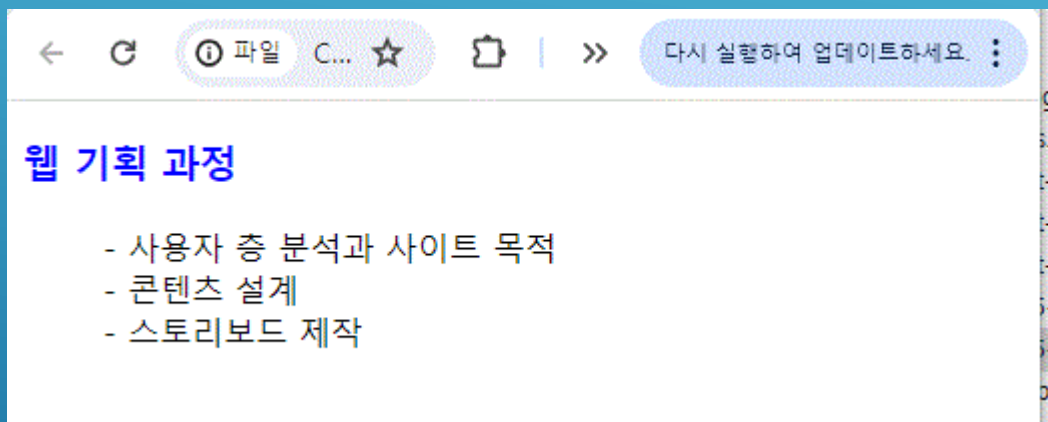 파일 C...
다시 실행하여 업데이트하세요.
웹 기획 과정
- 사용자 층 분석과 사이트 목적
- 콘텐츠 설계
- 스토리보드 제작